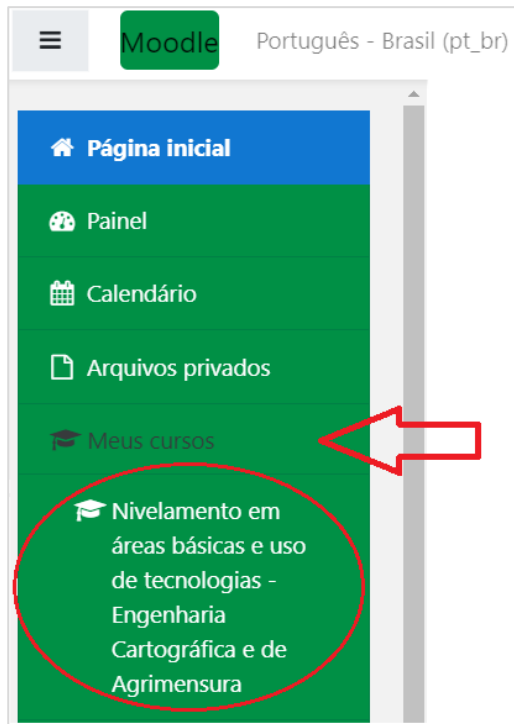 Moodle Português - Brasil (pt_br)
Página inicial
Painel
Calendário
Arquivos privados
Meus cursos
Nivelamento em
áreas básicas e uso
de tecnologias -
Engenharia
Cartográfica e de
Agrimensura